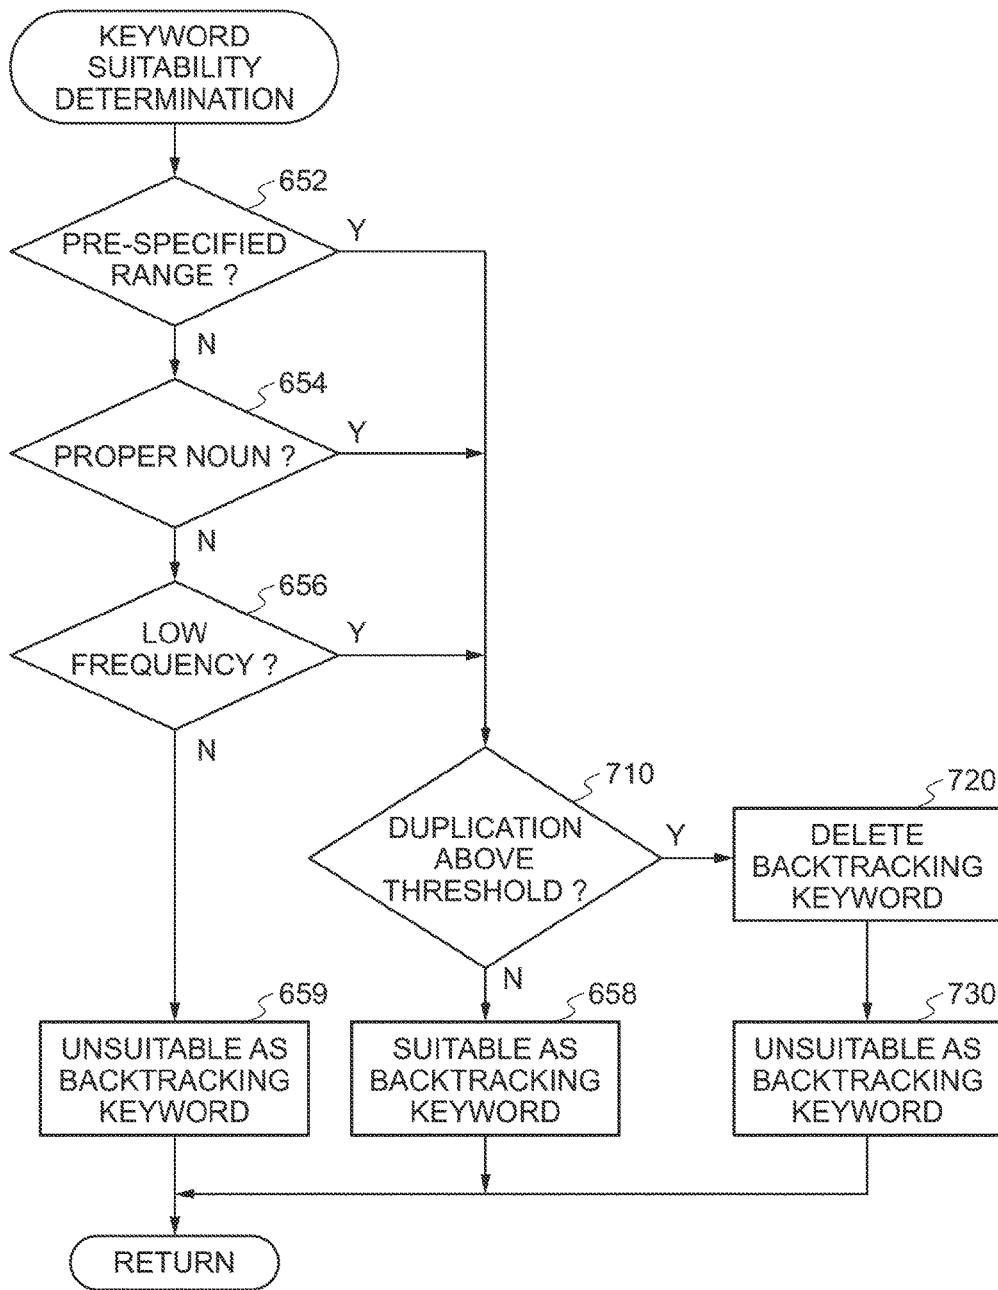 KEYWORD
SUITABILITY
DETERMINATION
652
PRE-SPECIFIED
RANGE ?
Y
N
654
PROPER NOUN ?
Y
N
656
LOW
FREQUENCY ?
Y
N
710
DUPLICATION
ABOVE
THRESHOLD ?
Y
N
720
DELETE
BACKTRACKING
KEYWORD
659
UNSUITABLE AS
BACKTRACKING
KEYWORD
658
SUITABLE AS
BACKTRACKING
KEYWORD
730
UNSUITABLE AS
BACKTRACKING
KEYWORD
RETURN